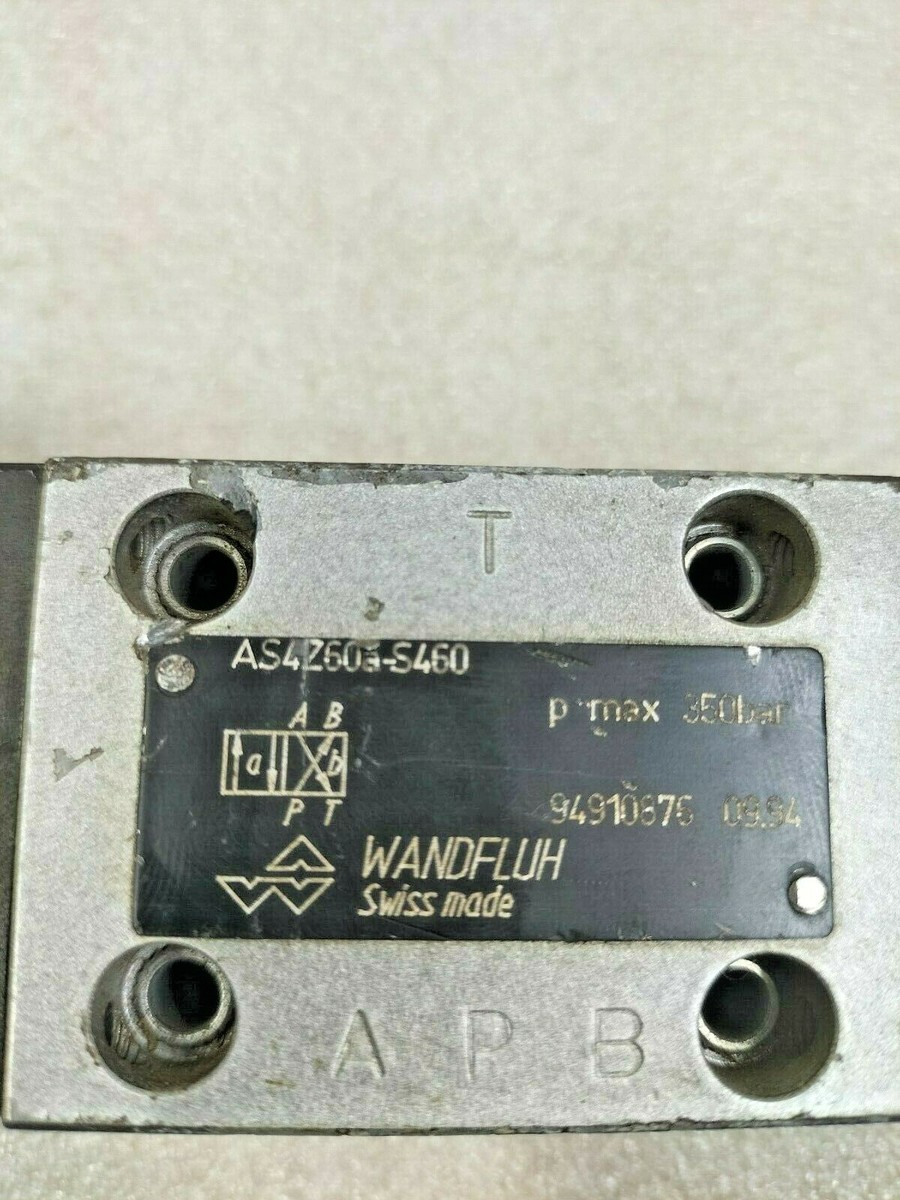 T
AS4Z60a-S460
A B
p max 350bar
a b
P T
94910876 09.94
WANDFLUH
Swiss made
A P B